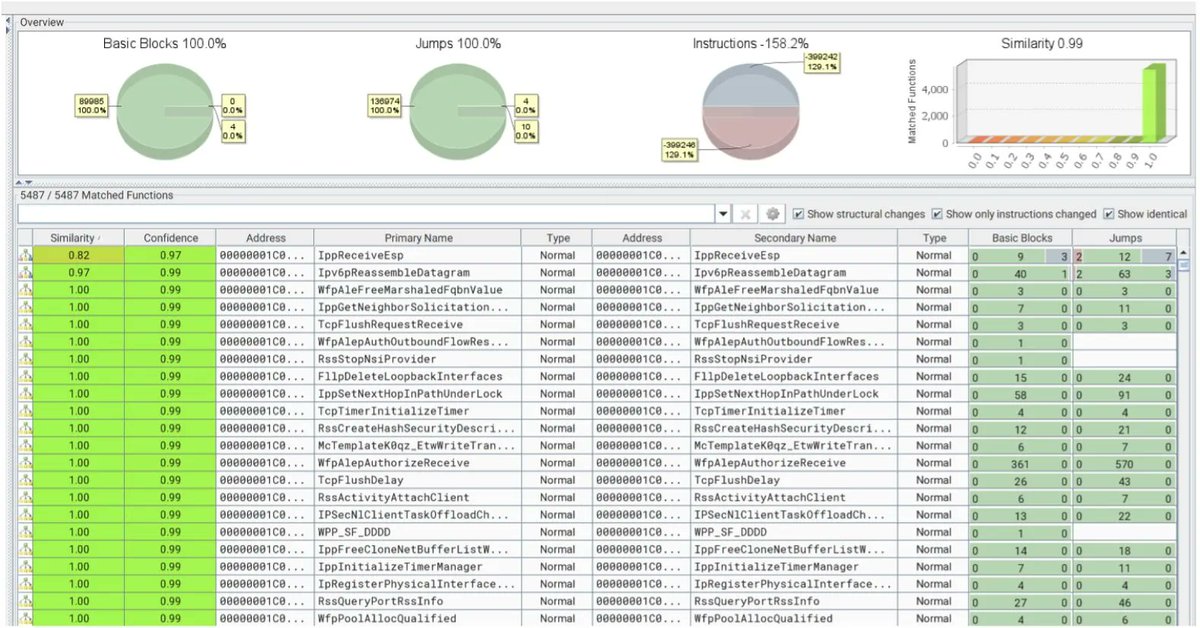 Overview
Basic Blocks 100.0%
Jumps 100.0%
Instructions -158.2%
Similarity 0.99
89985
100.0%
0
0.0%
4
0.0%
136974
100.0%
4
0.0%
10
0.0%
-399242
129.1%
-399246
129.1%
Matched Functions
4,000
2,000
0
0.0 0.1 0.2 0.3 0.4 0.5 0.6 0.7 0.8 0.9 1.0
5487 / 5487 Matched Functions
Show structural changes Show only instructions changed Show identical
Similarity Confidence Address Primary Name Type Address Secondary Name Type Basic Blocks Jumps
0.82 0.97 00000001C0... IppReceiveEsp Normal 00000001C0... IppReceiveEsp Normal 0 9 3 2 12 7
0.97 0.99 00000001C0... Ipv6pReassembleDatagram Normal 00000001C0... Ipv6pReassembleDatagram Normal 0 40 1 2 63 3
1.00 0.99 00000001C0... WfpAleFreeMarshaledFqbnValue Normal 00000001C0... WfpAleFreeMarshaledFqbnValue Normal 0 3 0 0 3 0
1.00 0.99 00000001C0... IppGetNeighborSolicitation... Normal 00000001C0... IppGetNeighborSolicitation... Normal 0 7 0 0 11 0
1.00 0.99 00000001C0... TcpFlushRequestReceive Normal 00000001C0... TcpFlushRequestReceive Normal 0 3 0 0 3 0
1.00 0.99 00000001C0... WfpAleAuthOutboundFlowRes... Normal 00000001C0... WfpAleAuthOutboundFlowRes... Normal 0 1 0
1.00 0.99 00000001C0... RssStopNsiProvider Normal 00000001C0... RssStopNsiProvider Normal 0 1 0
1.00 0.99 00000001C0... FllpDeleteLoopbackInterfaces Normal 00000001C0... FllpDeleteLoopbackInterfaces Normal 0 15 0 0 24 0
1.00 0.99 00000001C0... IppSetNextHopInPathUnderLock Normal 00000001C0... IppSetNextHopInPathUnderLock Normal 0 58 0 0 91 0
1.00 0.99 00000001C0... TcpTimerInitializeTimer Normal 00000001C0... TcpTimerInitializeTimer Normal 0 4 0 0 4 0
1.00 0.99 00000001C0... RssCreateHashSecurityDescri... Normal 00000001C0... RssCreateHashSecurityDescri... Normal 0 12 0 0 21 0
1.00 0.99 00000001C0... McTemplateK0qz_EtwWriteTran... Normal 00000001C0... McTemplateK0qz_EtwWriteTran... Normal 0 6 0 0 7 0
1.00 0.99 00000001C0... WfpAlepAuthorizeReceive Normal 00000001C0... WfpAlepAuthorizeReceive Normal 0 361 0 0 570 0
1.00 0.99 00000001C0... TcpFlushDelay Normal 00000001C0... TcpFlushDelay Normal 0 26 0 0 43 0
1.00 0.99 00000001C0... RssActivityAttachClient Normal 00000001C0... RssActivityAttachClient Normal 0 6 0 0 7 0
1.00 0.99 00000001C0... IPSecNlClientTaskOffloadCh... Normal 00000001C0... IPSecNlClientTaskOffloadCh... Normal 0 13 0 0 22 0
1.00 0.99 00000001C0... WPP_SF_DDDD Normal 00000001C0... WPP_SF_DDDD Normal 0 1 0
1.00 0.99 00000001C0... IppFreeCloneNetBufferListW... Normal 00000001C0... IppFreeCloneNetBufferListW... Normal 0 14 0 0 18 0
1.00 0.99 00000001C0... IppInitializeTimerManager Normal 00000001C0... IppInitializeTimerManager Normal 0 7 0 0 11 0
1.00 0.99 00000001C0... IpRegisterPhysicalInterface... Normal 00000001C0... IpRegisterPhysicalInterface... Normal 0 4 0 0 4 0
1.00 0.99 00000001C0... RssQueryPortRssInfo Normal 00000001C0... RssQueryPortRssInfo Normal 0 27 0 0 46 0
1.00 0.99 00000001C0... WfpPoolAllocQualified Normal 00000001C0... WfpPoolAllocQualified Normal 0 4 0 0 6 0